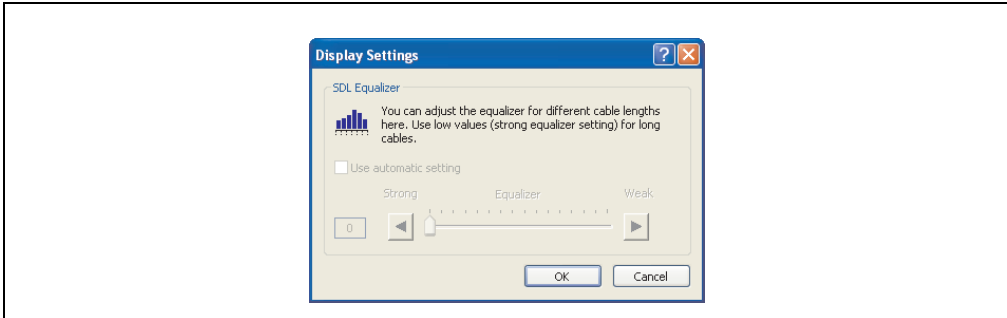 Display Settings
SDL Equalizer
You can adjust the equalizer for different cable lengths
here. Use low values (strong equalizer setting) for long
cables.
Use automatic setting
Strong Equalizer Weak
0
OK Cancel